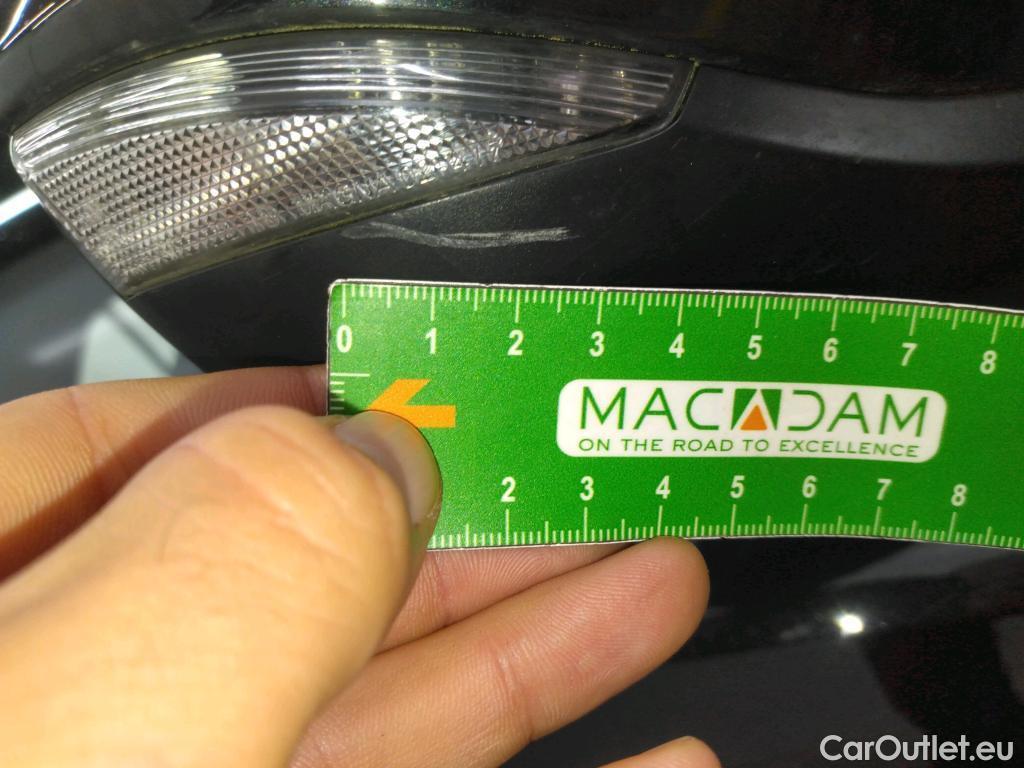 0 1 2 3 4 5 6 7 8
MACADAM
ON THE ROAD TO EXCELLENCE
2 3 4 5 6 7 8
CarOutlet.eu